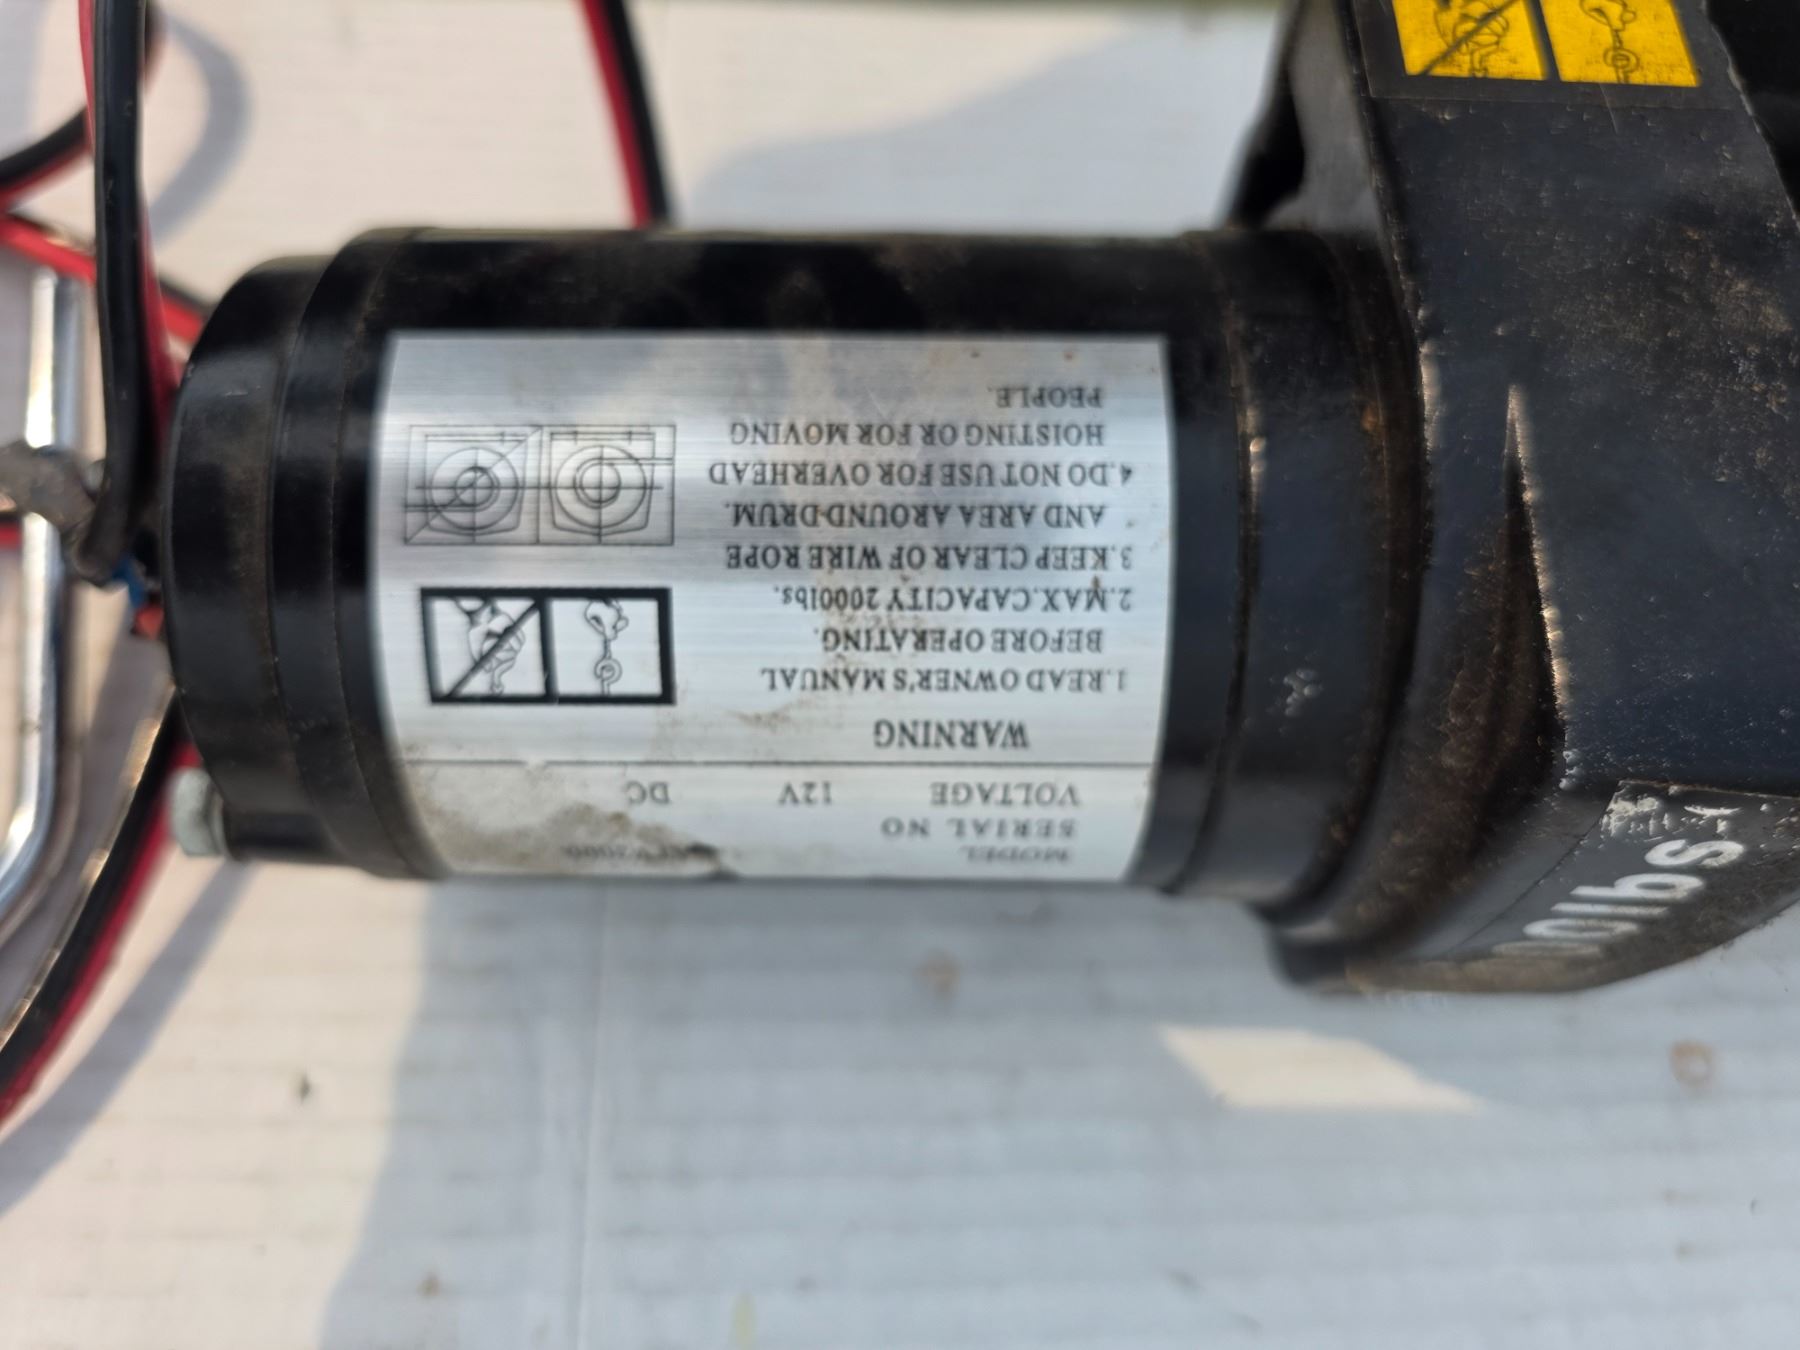 MODEL
SERIAL NO
VOLTAGE 12V DC
WARNING
1.READ OWNER'S MANUAL
BEFORE OPERATING.
2.MAX.CAPACITY 2000lbs.
3.KEEP CLEAR OF WIRE ROPE
AND AREA AROUND DRUM.
4.DO NOT USE FOR OVERHEAD
HOISTING OR FOR MOVING
PEOPLE.